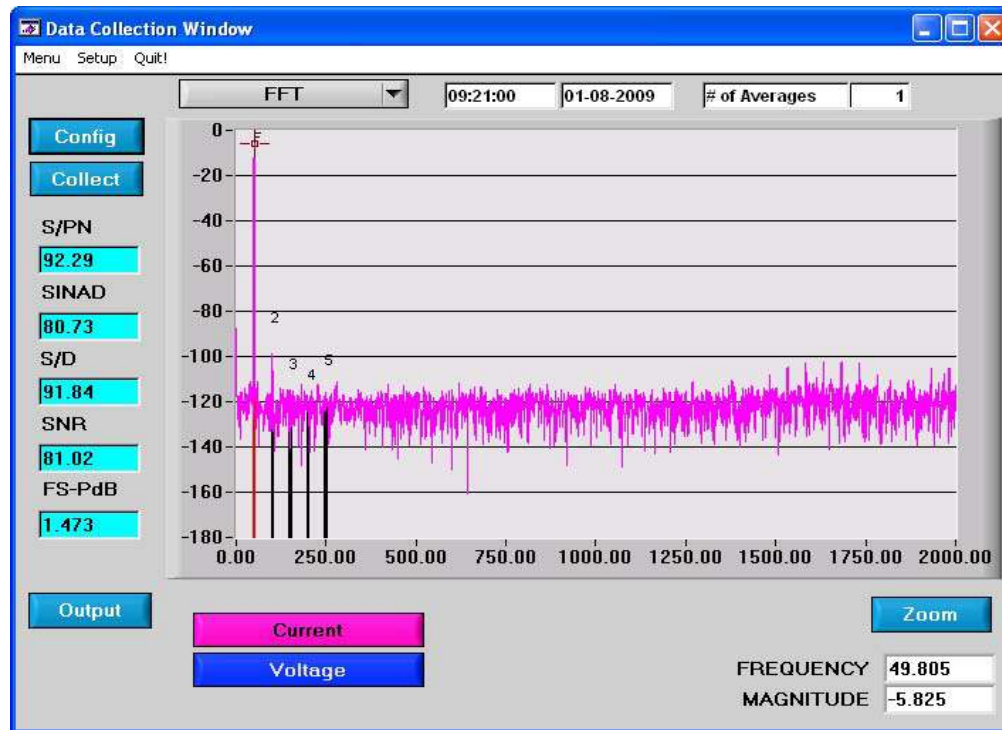 Data Collection Window
Menu Setup Quit!
FFT 09:21:00 01-08-2009 # of Averages 1
Config
Collect
S/PN
92.29
SINAD
80.73
S/D
91.84
SNR
81.02
FS-PdB
1.473
Output
0
-20
-40
-60
-80
-100
-120
-140
-160
-180
F
2
3
4
5
0.00 250.00 500.00 750.00 1000.00 1250.00 1500.00 1750.00 2000.00
Current
Voltage
Zoom
FREQUENCY 49.805
MAGNITUDE -5.825